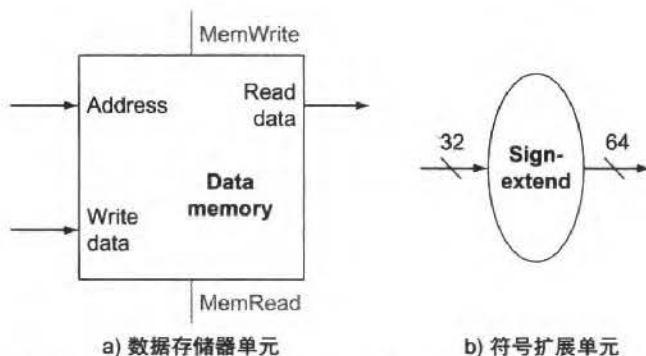 MemWrite
Address
Read
data
Data
memory
Write
data
MemRead
a) 数据存储器单元
32
Sign-
extend
64
b) 符号扩展单元